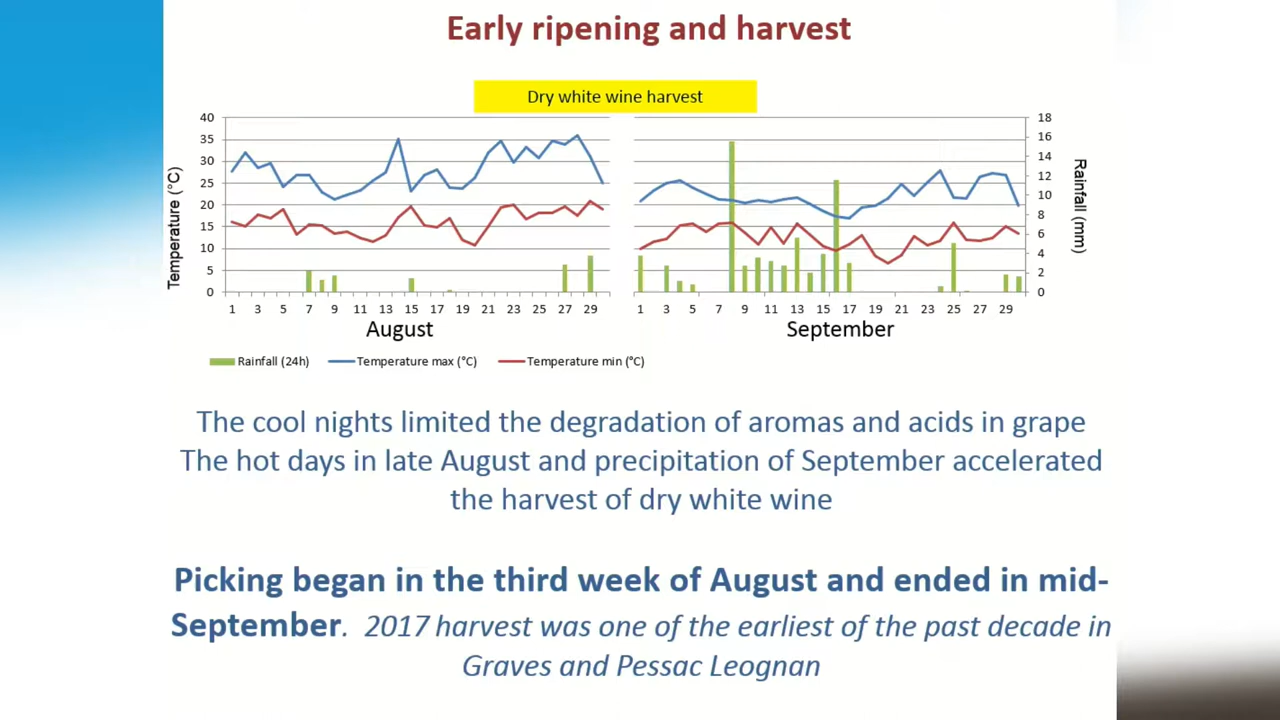 Early ripening and harvest
Dry white wine harvest
40
35
30
25
20
15
10
5
0
Temperature (°C)
18
16
14
12
10
8
6
4
2
0
Rainfall (mm)
1 3 5 7 9 11 13 15 17 19 21 23 25 27 29
1 3 5 7 9 11 13 15 17 19 21 23 25 27 29
August
September
Rainfall (24h) Temperature max (°C) Temperature min (°C)
The cool nights limited the degradation of aromas and acids in grape
The hot days in late August and precipitation of September accelerated
the harvest of dry white wine
Picking began in the third week of August and ended in mid-
September. 2017 harvest was one of the earliest of the past decade in
Graves and Pessac Leognan